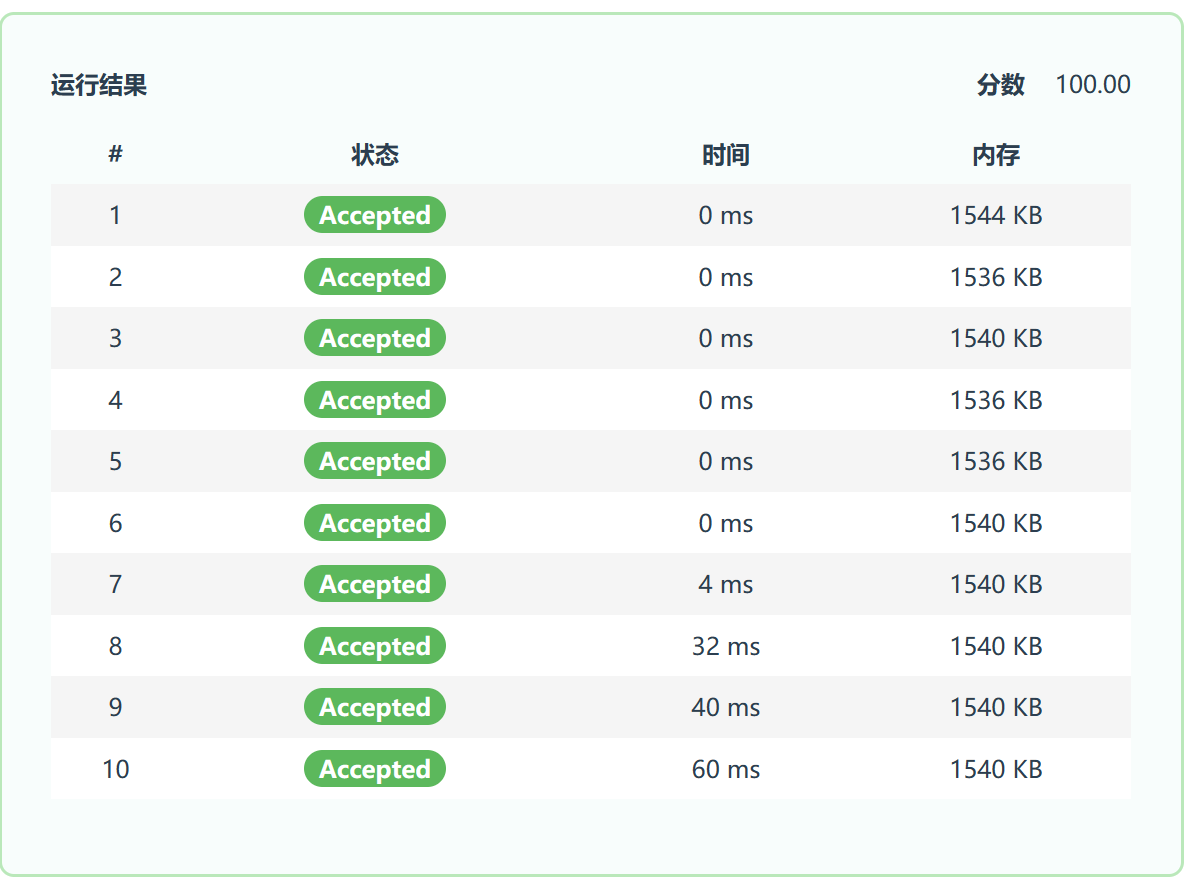 运行结果 分数 100.00
# 状态 时间 内存
1 Accepted 0 ms 1544 KB
2 Accepted 0 ms 1536 KB
3 Accepted 0 ms 1540 KB
4 Accepted 0 ms 1536 KB
5 Accepted 0 ms 1536 KB
6 Accepted 0 ms 1540 KB
7 Accepted 4 ms 1540 KB
8 Accepted 32 ms 1540 KB
9 Accepted 40 ms 1540 KB
10 Accepted 60 ms 1540 KB